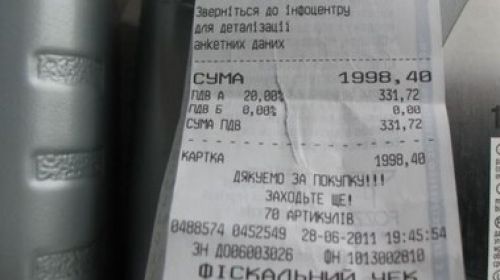 Зверніться до інфоцентру
для деталізації
анкетних даних
СУМА 1998,40
ПДВ А 20,00% 331,72
ПДВ Б 0,00% 0,00
СУМА ПДВ 331,72
КАРТКА 1998,40
ДЯКУЄМО ЗА ПОКУПКУ!!!
ЗАХОДЬТЕ ЩЕ!
70 АРТИКУЛІВ
0488574 0452549 28-06-2011 19:45:54
ЗН ДО06003026 ФН 1013002810
ФІСКАЛЬНИЙ ЧЕК